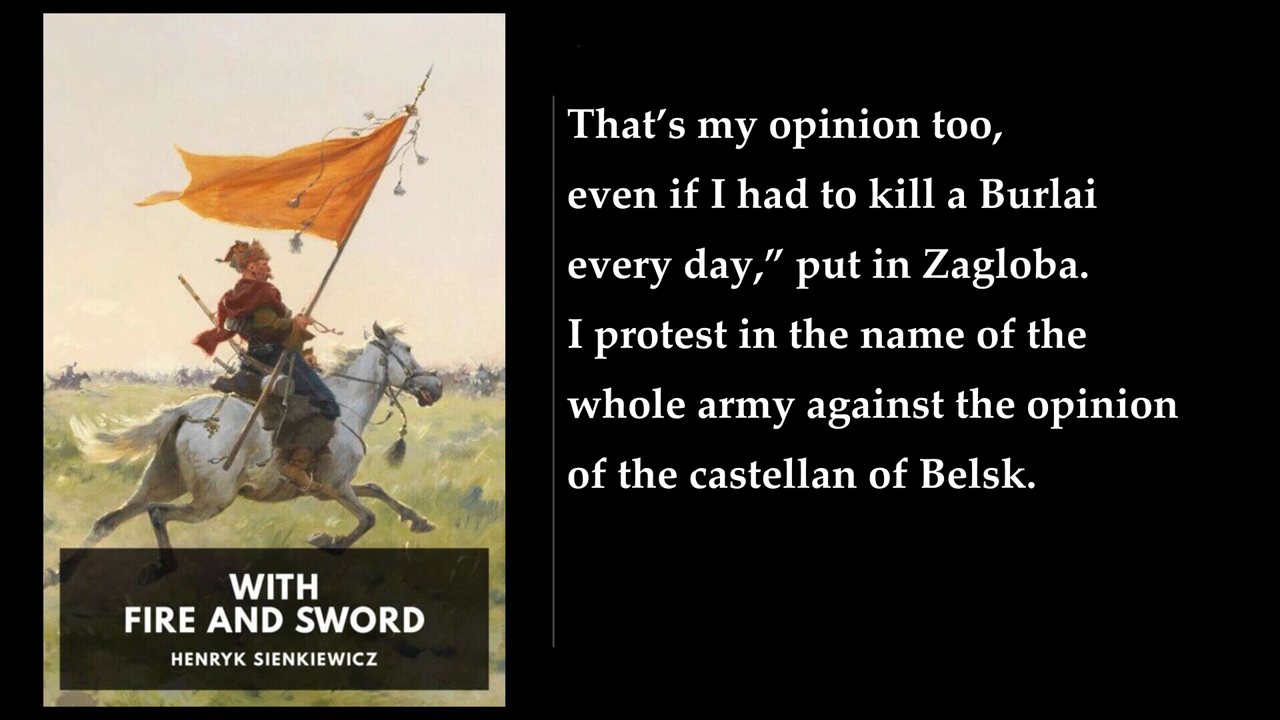 That’s my opinion too,
even if I had to kill a Burlai
every day,” put in Zagloba.
I protest in the name of the
whole army against the opinion
of the castellan of Belsk.
WITH
FIRE AND SWORD
HENRYK SIENKIEWICZ